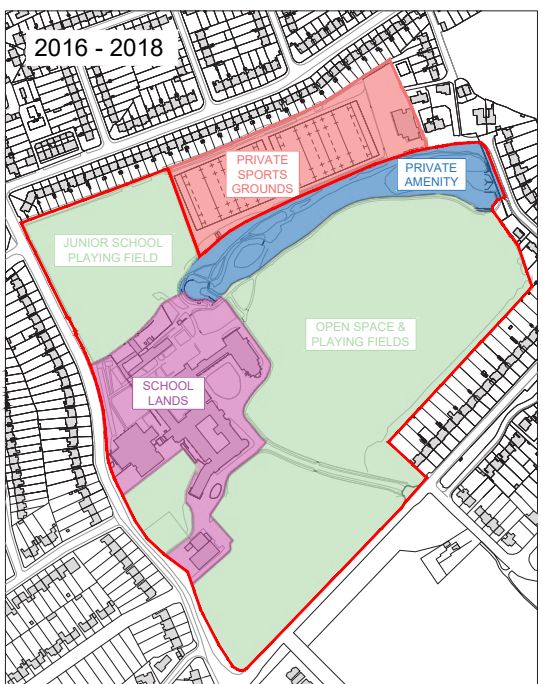 2016 - 2018
PRIVATE
SPORTS
GROUNDS
PRIVATE
AMENITY
JUNIOR SCHOOL
PLAYING FIELD
OPEN SPACE &
PLAYING FIELDS
SCHOOL
LANDS